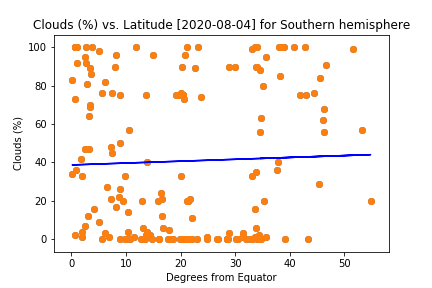 Clouds (%) vs. Latitude [2020-08-04] for Southern hemisphere
100
80
60
40
20
0
Clouds (%)
0 10 20 30 40 50
Degrees from Equator